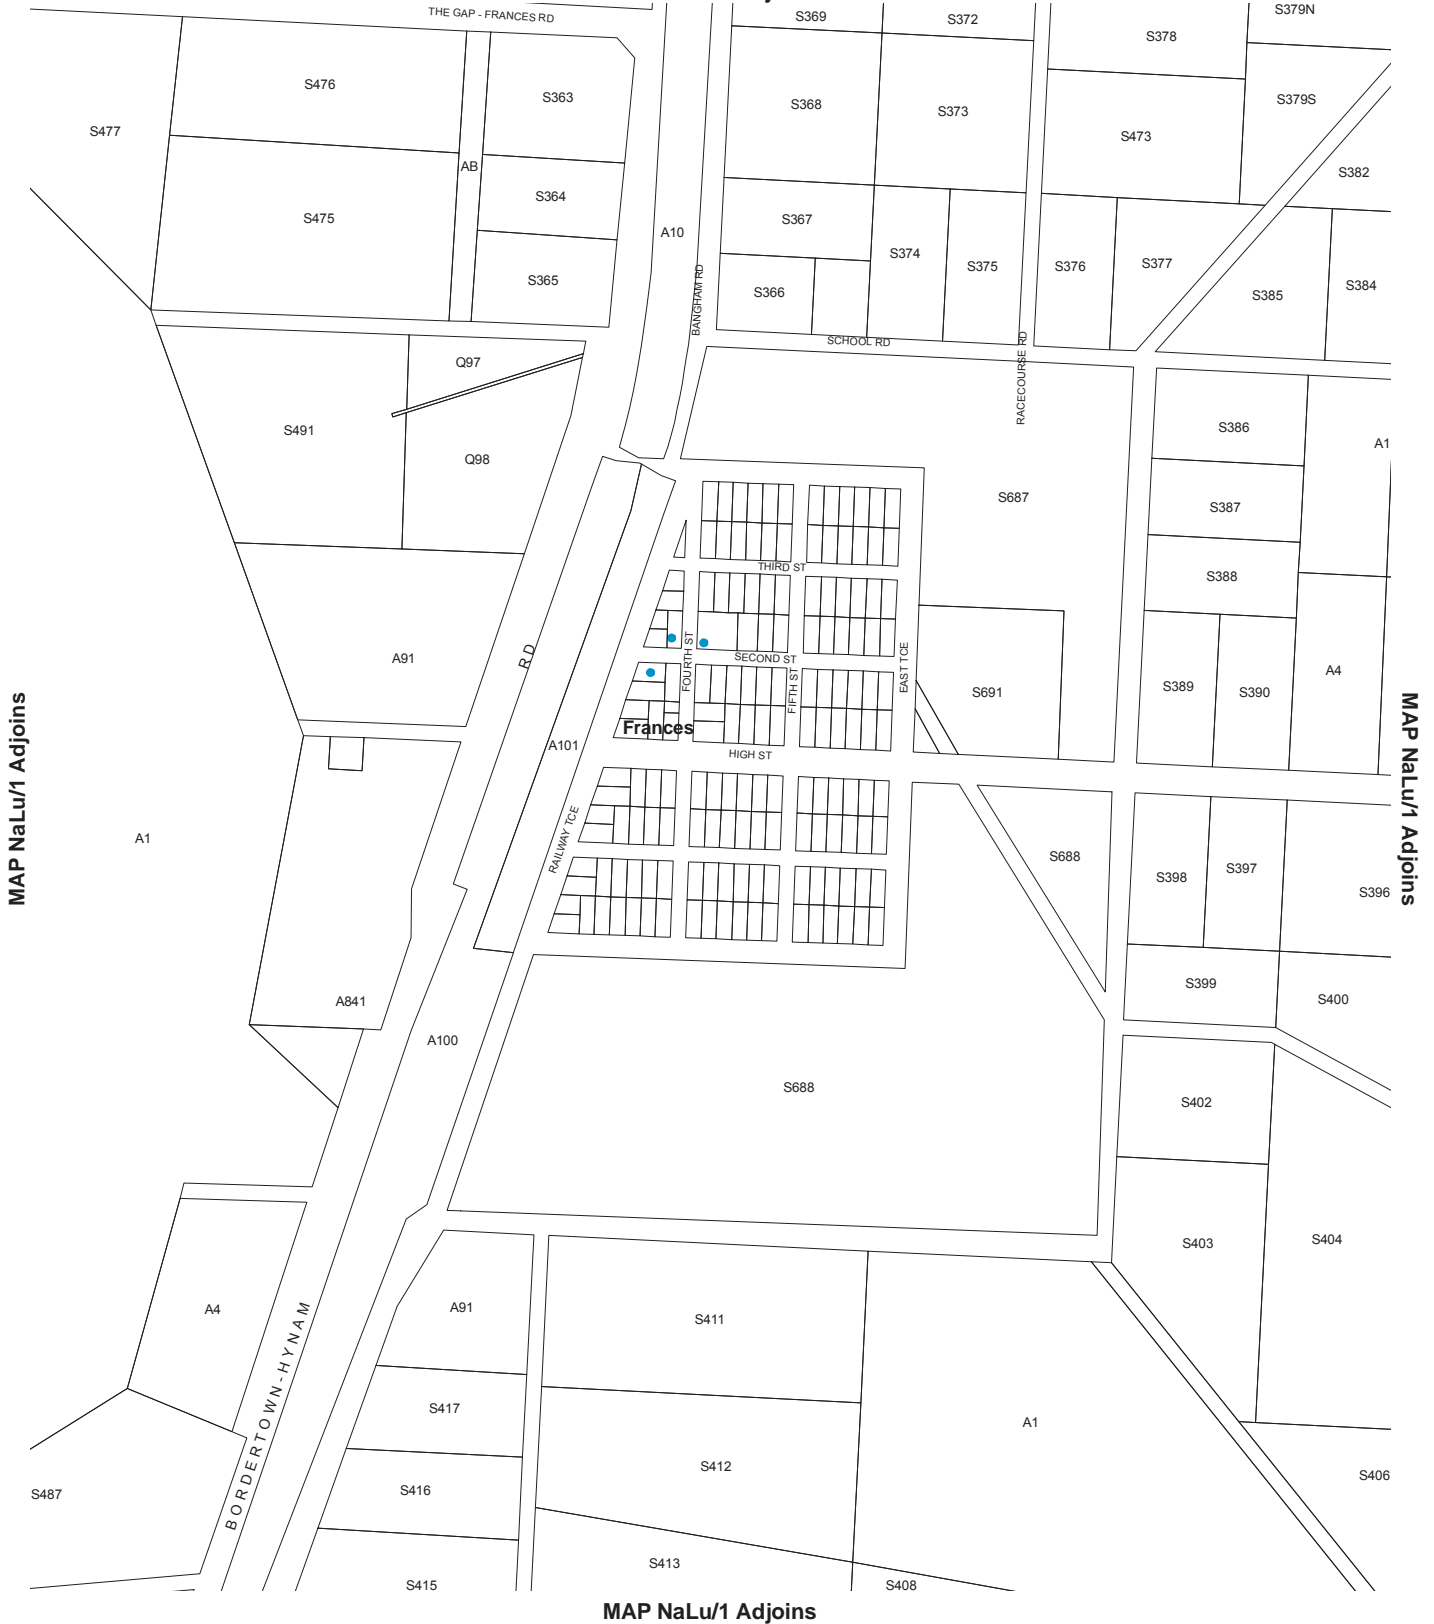 THE GAP - FRANCES RD
S369
S372
S379N
S378
S476
S363
S368
S373
S379S
S477
S473
AB
S382
S364
S475
S367
A10
S374
S375
S376
S377
S365
S366
S385
S384
BANGHAM RD
SCHOOL RD
RACECOURSE RD
Q97
S491
S386
A1
Q98
S687
S387
THIRD ST
S388
A91
RD
FOURTH ST
SECOND ST
FIFTH ST
EAST TCE
S691
S389
S390
A4
Frances
A101
HIGH ST
MAP NaLu/1 Adjoins
MAP NaLu/1 Adjoins
A1
RAILWAY TCE
S688
S398
S397
S396
S399
A841
S400
A100
S688
S402
S403
S404
A4
A91
S411
BORDERTOWN-HYNAM
S417
A1
S412
S406
S416
S487
S413
S415
S408
MAP NaLu/1 Adjoins